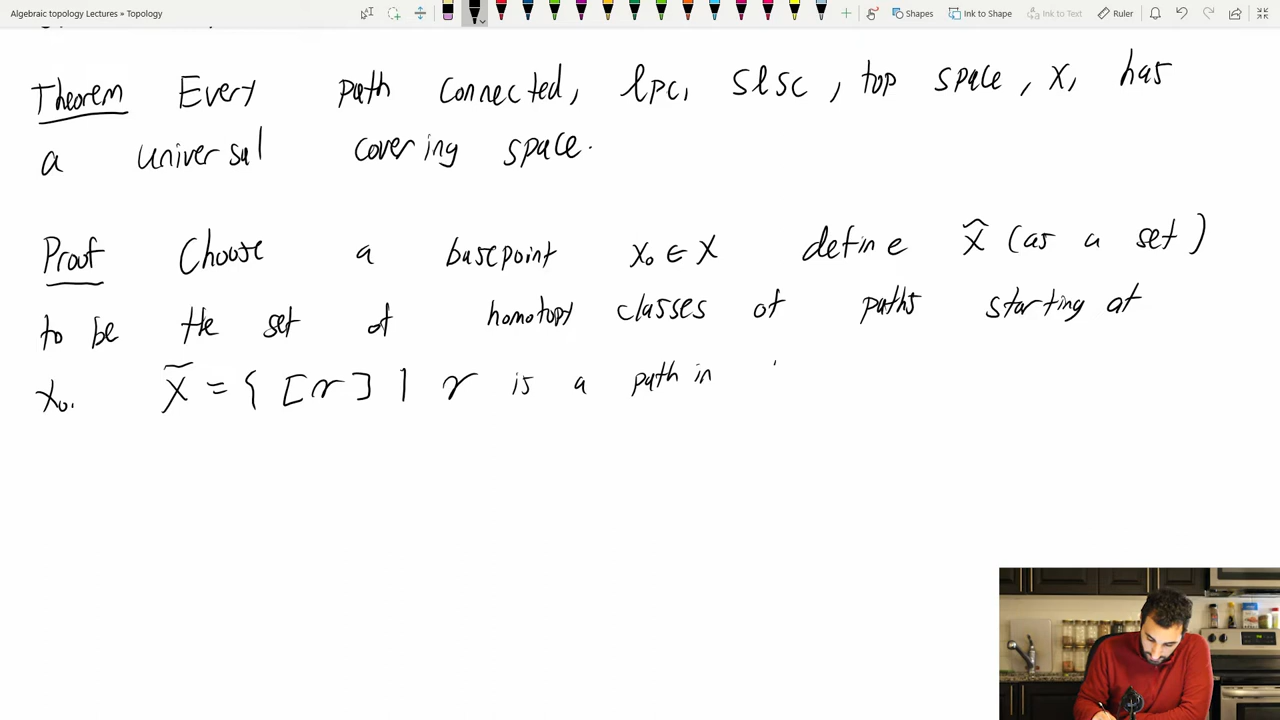 Algebraic topology Lectures » Topology
Shapes
Ink to Shape
Ink to Text
Ruler
Theorem Every path connected, lpc, slsc, top space, X, has
a universal covering space.
Proof Choose a basepoint x₀ ∈ X define X̃ (as a set)
to be the set of homotopy classes of paths starting at
x₀. X̃ = { [γ] | γ is a path in